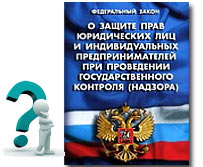 ФЕДЕРАЛЬНЫЙ ЗАКОН
О ЗАЩИТЕ ПРАВ
ЮРИДИЧЕСКИХ ЛИЦ
И ИНДИВИДУАЛЬНЫХ
ПРЕДПРИНИМАТЕЛЕЙ
ПРИ ПРОВЕДЕНИИ
ГОСУДАРСТВЕННОГО
КОНТРОЛЯ (НАДЗОРА)
?